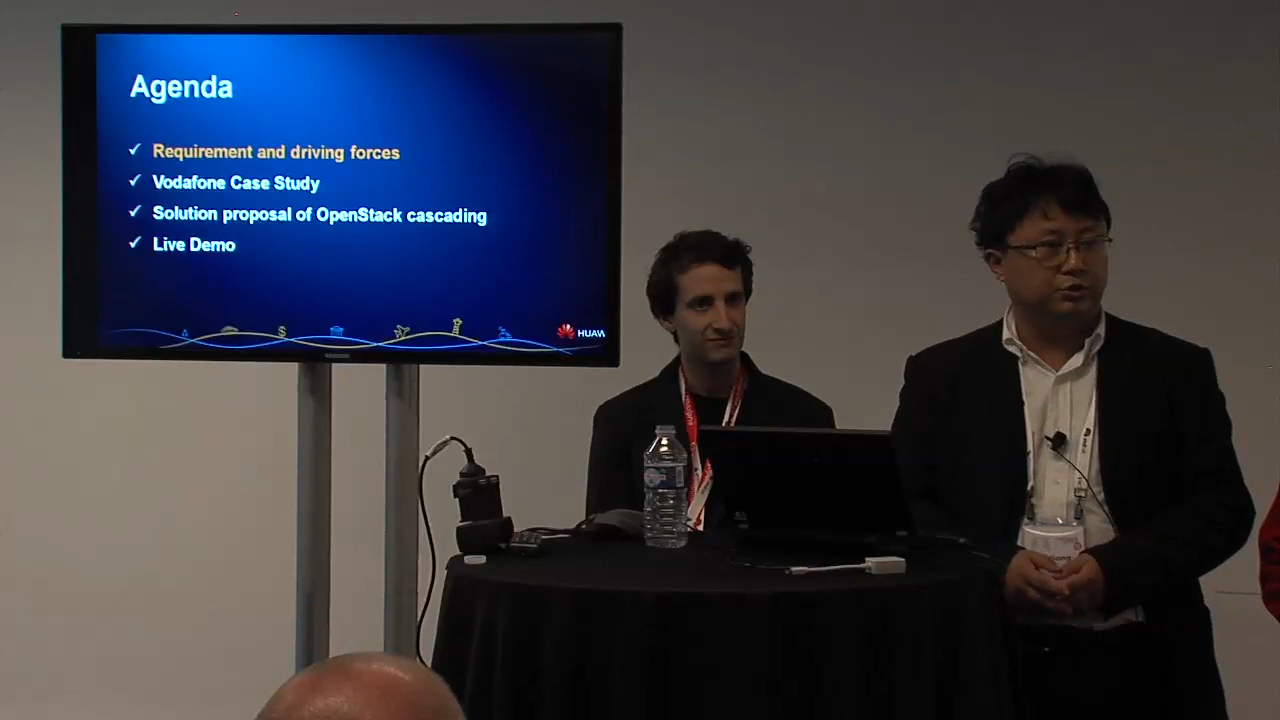 Agenda
✓ Requirement and driving forces
✓ Vodafone Case Study
✓ Solution proposal of OpenStack cascading
✓ Live Demo
$
HUAW